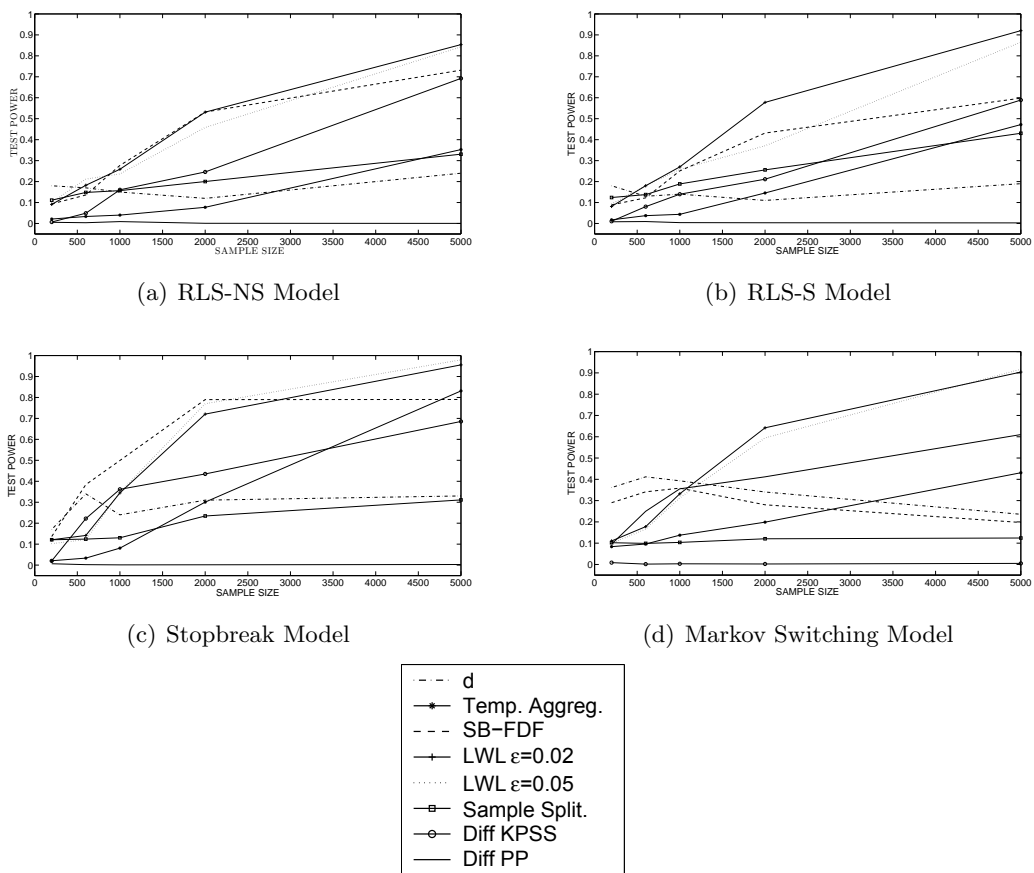 1
0.9
0.8
0.7
0.6
0.5
0.4
0.3
0.2
0.1
0
TEST POWER
0 500 1000 1500 2000 2500 3000 3500 4000 4500 5000
SAMPLE SIZE
(a) RLS-NS Model
1
0.9
0.8
0.7
0.6
0.5
0.4
0.3
0.2
0.1
0
TEST POWER
0 500 1000 1500 2000 2500 3000 3500 4000 4500 5000
SAMPLE SIZE
(b) RLS-S Model
1
0.9
0.8
0.7
0.6
0.5
0.4
0.3
0.2
0.1
0
TEST POWER
0 500 1000 1500 2000 2500 3000 3500 4000 4500 5000
SAMPLE SIZE
(c) Stopbreak Model
1
0.9
0.8
0.7
0.6
0.5
0.4
0.3
0.2
0.1
0
TEST POWER
0 500 1000 1500 2000 2500 3000 3500 4000 4500 5000
SAMPLE SIZE
(d) Markov Switching Model
d
Temp. Aggreg.
SB-FDF
LWL ε=0.02
LWL ε=0.05
Sample Split.
Diff KPSS
Diff PP